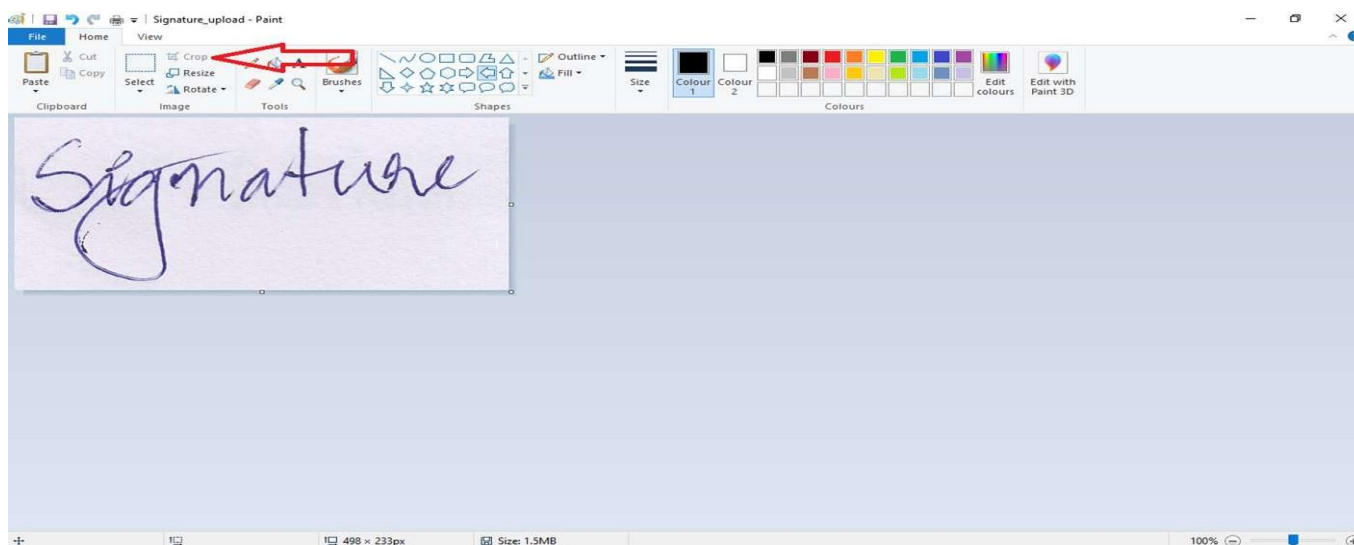 Signature_upload - Paint
File Home View
Paste
Cut
Copy
Clipboard
Select
Crop
Resize
Rotate
Image
A
Tools
Brushes
Shapes
Outline
Fill
Size
Colour 1
Colour 2
Edit colours
Colours
Edit with Paint 3D
Signature
498 × 233px
Size: 1.5MB
100%